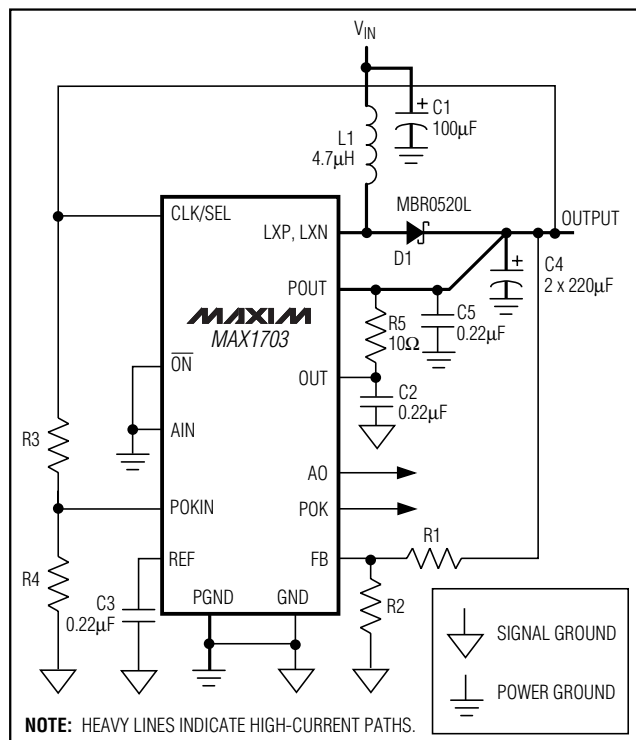 VIN
C1
100µF
L1
4.7µH
MBR0520L
OUTPUT
CLK/SEL
LXP, LXN
D1
POUT
C4
2 x 220µF
MAXIM
MAX1703
R5
10Ω
C5
0.22µF
ON
OUT
C2
0.22µF
R3
AIN
AO
POKIN
POK
R1
REF
FB
R4
C3
0.22µF
PGND
GND
R2
SIGNAL GROUND
POWER GROUND
NOTE: HEAVY LINES INDICATE HIGH-CURRENT PATHS.